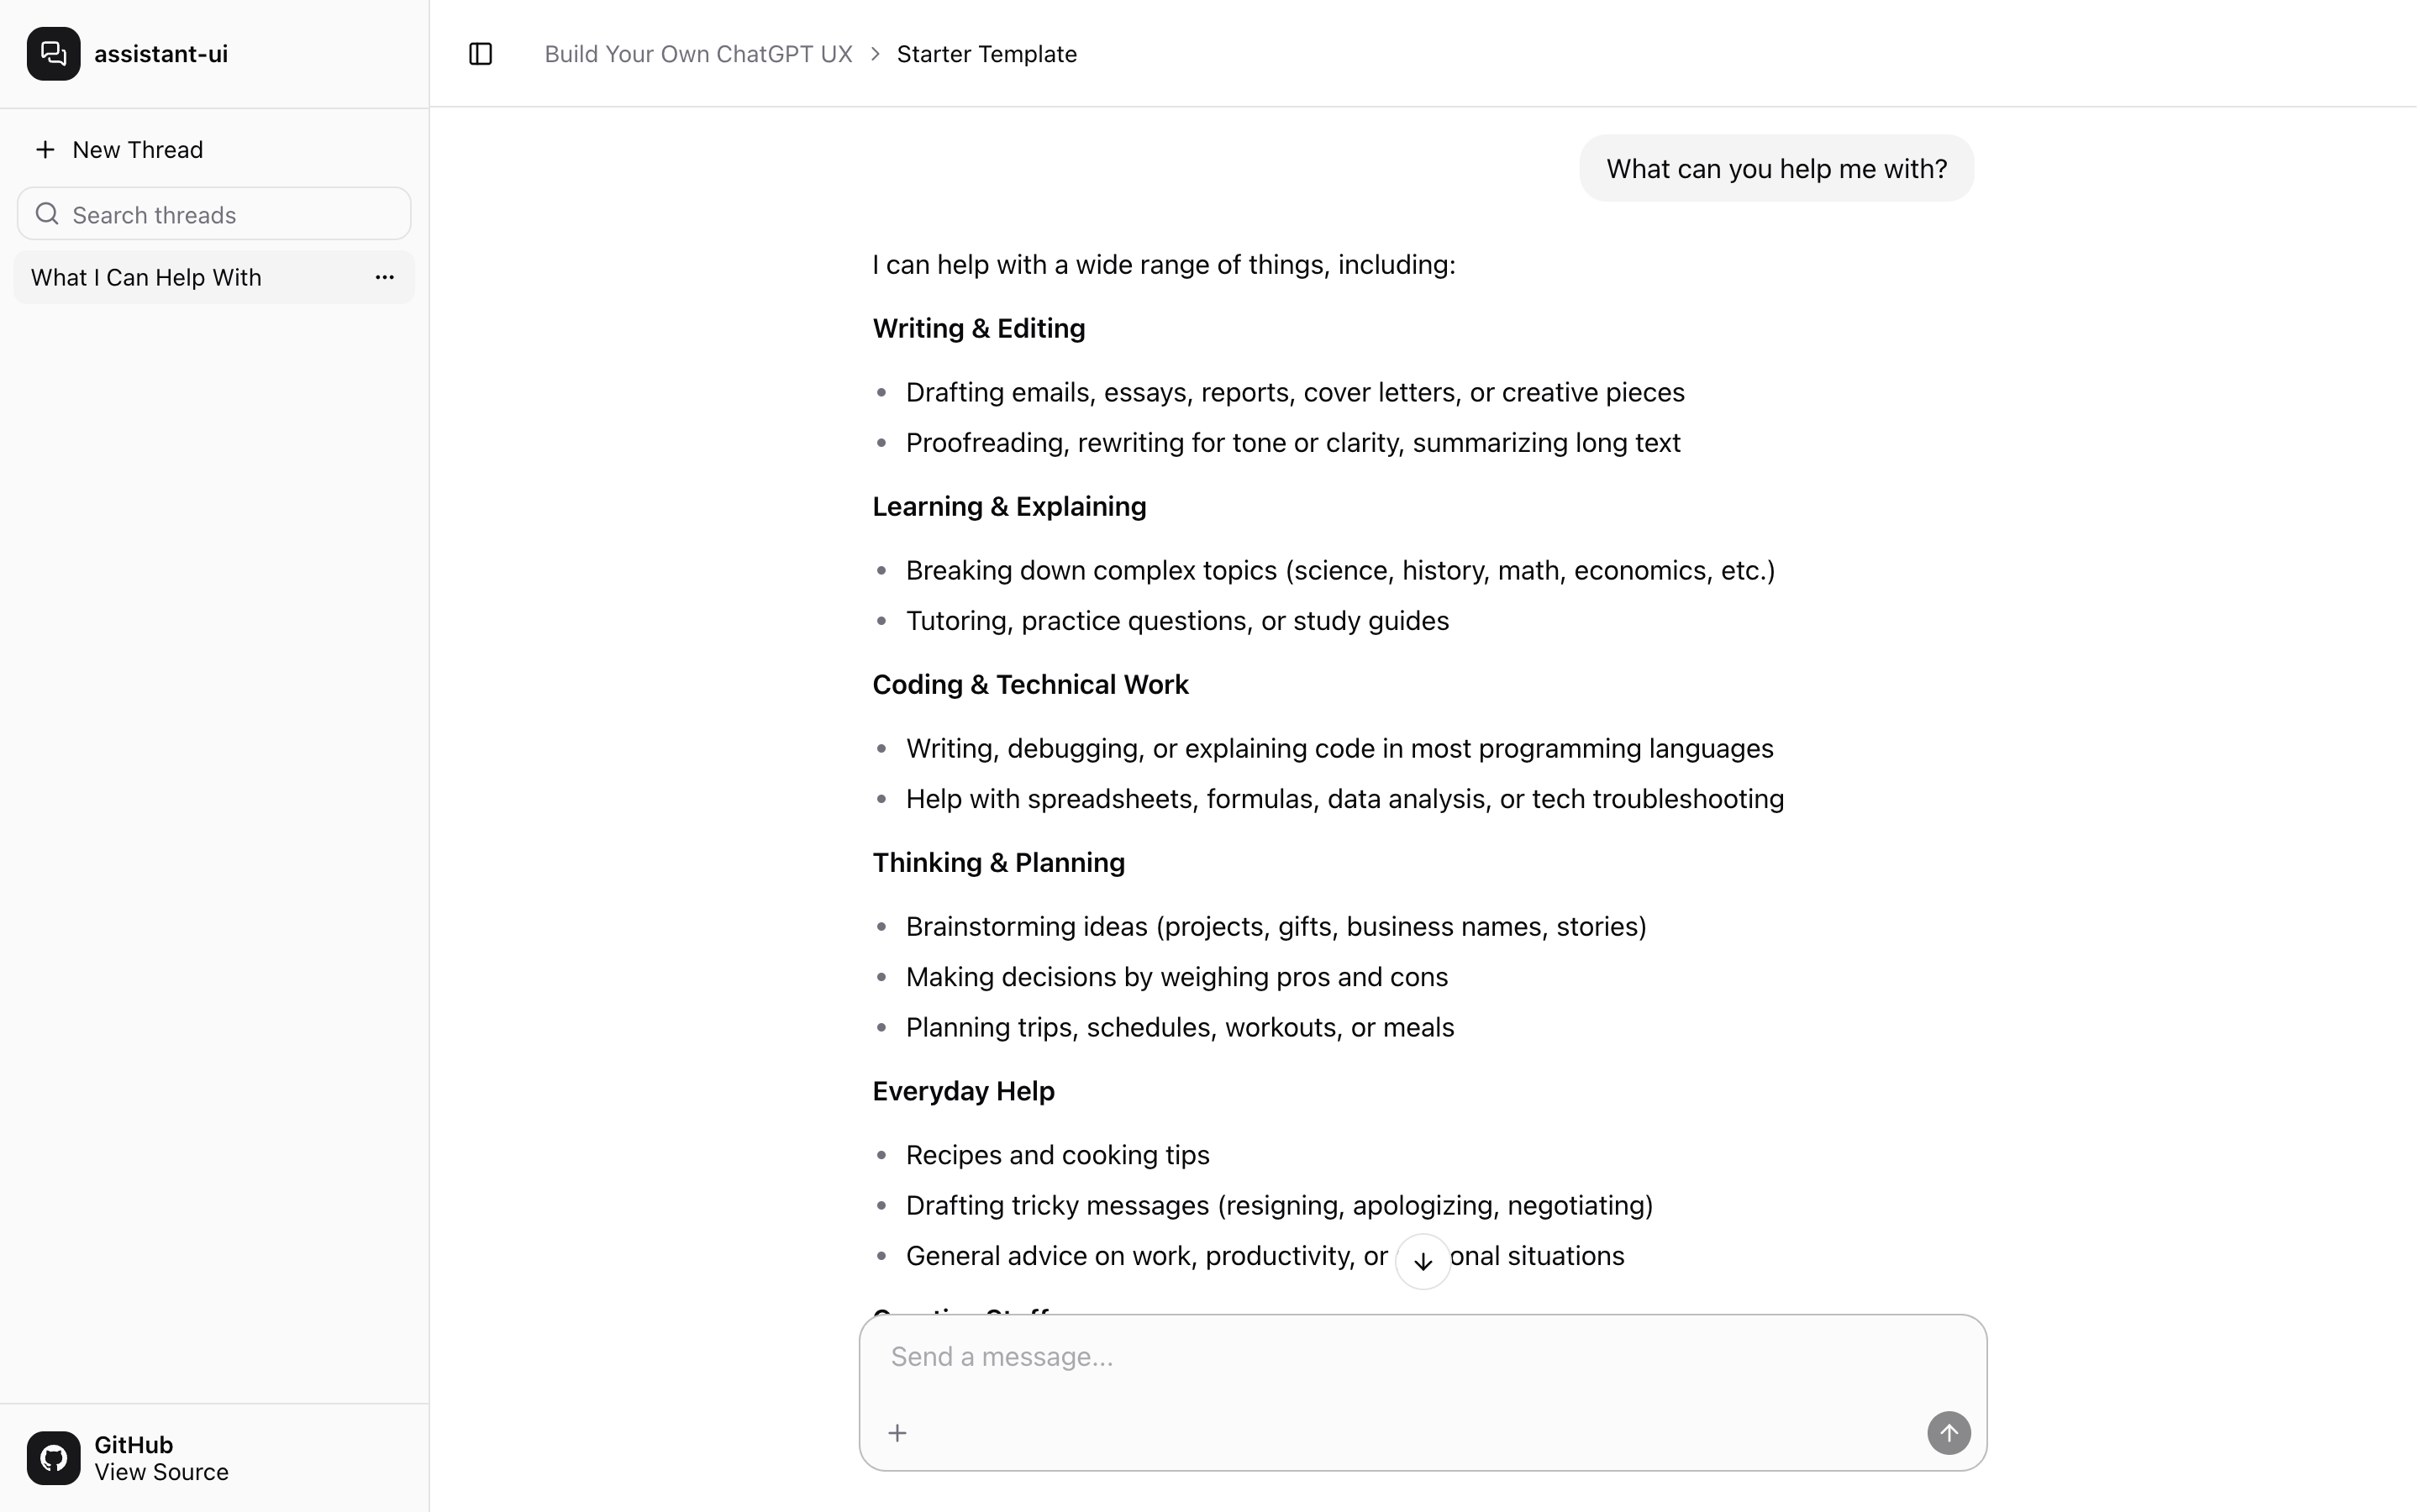 assistant-ui
New Thread
Search threads
What I Can Help With
GitHub
View Source
Build Your Own ChatGPT UX > Starter Template
What can you help me with?
I can help with a wide range of things, including:
Writing & Editing
• Drafting emails, essays, reports, cover letters, or creative pieces
• Proofreading, rewriting for tone or clarity, summarizing long text
Learning & Explaining
• Breaking down complex topics (science, history, math, economics, etc.)
• Tutoring, practice questions, or study guides
Coding & Technical Work
• Writing, debugging, or explaining code in most programming languages
• Help with spreadsheets, formulas, data analysis, or tech troubleshooting
Thinking & Planning
• Brainstorming ideas (projects, gifts, business names, stories)
• Making decisions by weighing pros and cons
• Planning trips, schedules, workouts, or meals
Everyday Help
• Recipes and cooking tips
• Drafting tricky messages (resigning, apologizing, negotiating)
• General advice on work, productivity, or situations
Send a message...